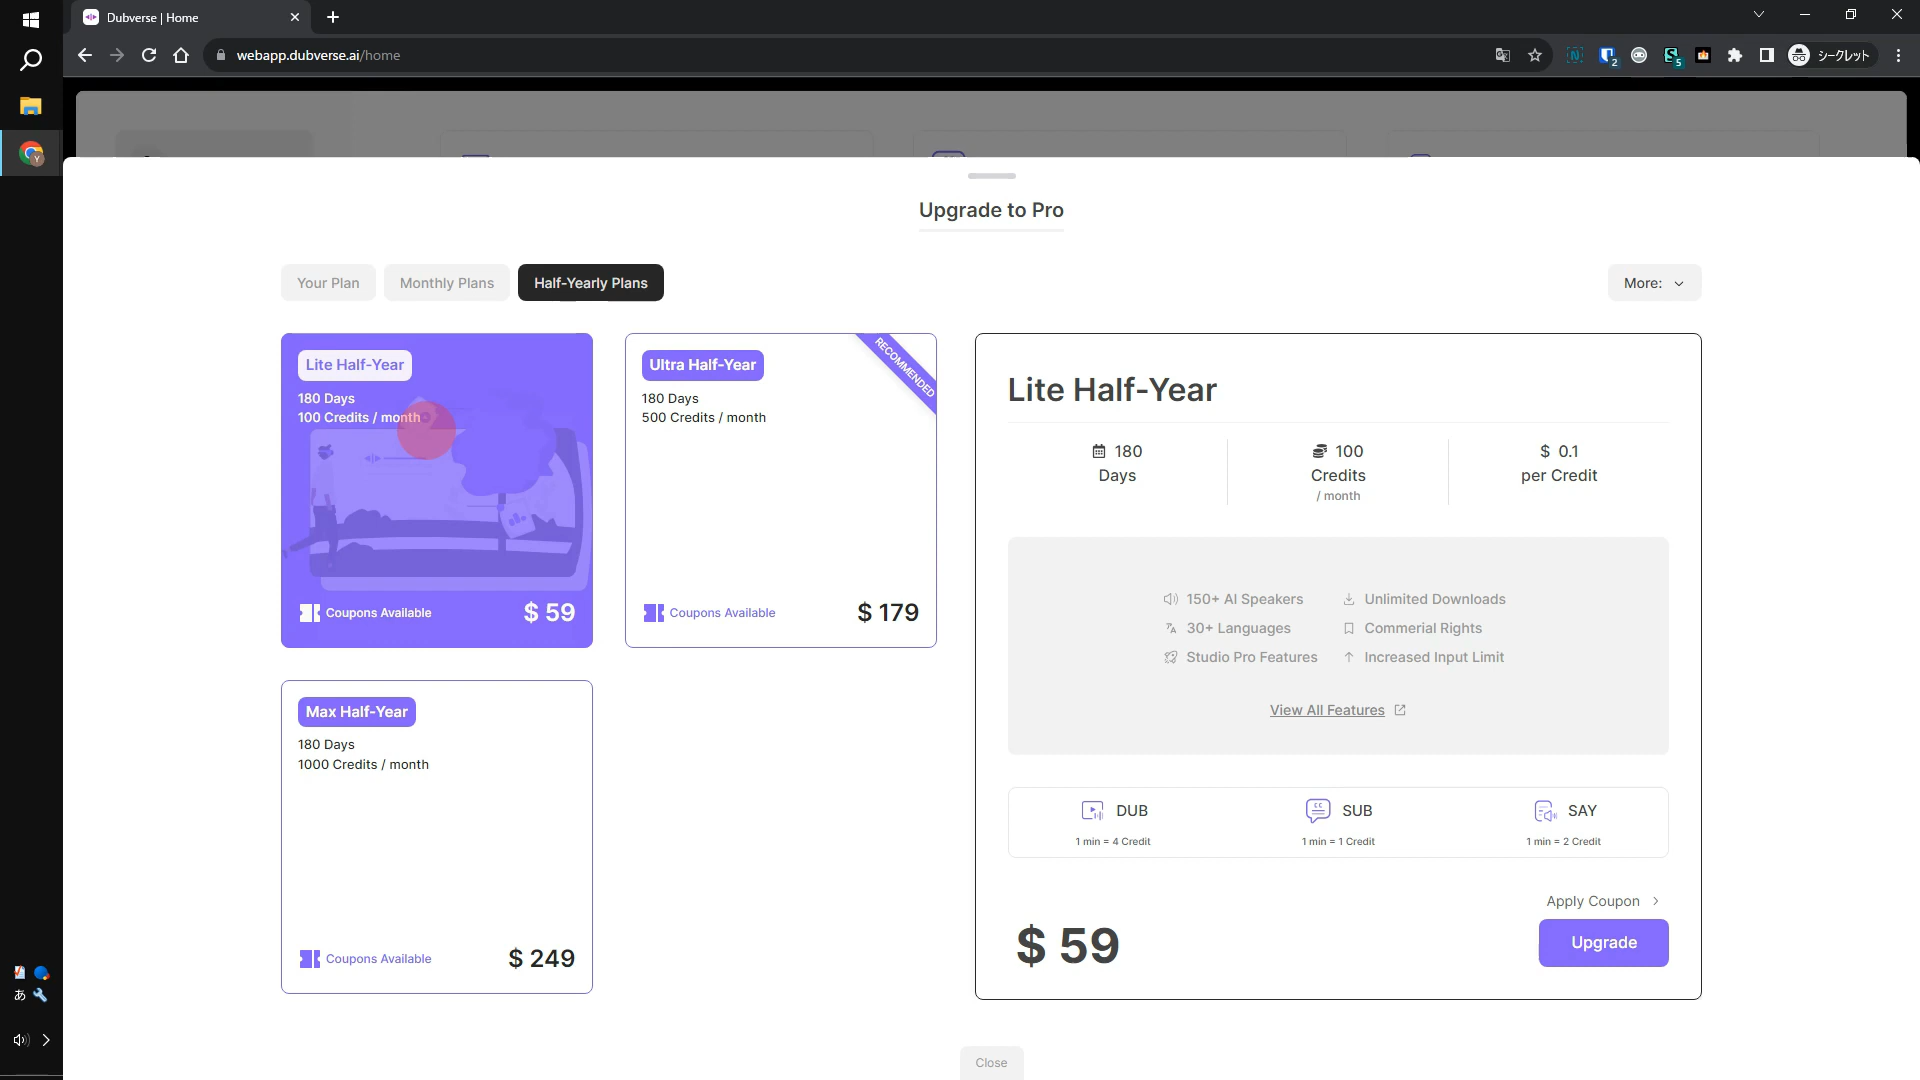 Dubverse | Home
webapp.dubverse.ai/home
2
5
シークレット
Y
Upgrade to Pro
Your Plan
Monthly Plans
Half-Yearly Plans
More:
Lite Half-Year
180 Days
100 Credits / month
Coupons Available
$ 59
Ultra Half-Year
RECOMMENDED
180 Days
500 Credits / month
Coupons Available
$ 179
Max Half-Year
180 Days
1000 Credits / month
Coupons Available
$ 249
Lite Half-Year
180
Days
100
Credits
/ month
$ 0.1
per Credit
150+ AI Speakers
Unlimited Downloads
30+ Languages
Commerial Rights
Studio Pro Features
Increased Input Limit
View All Features
DUB
1 min = 4 Credit
SUB
1 min = 1 Credit
SAY
1 min = 2 Credit
Apply Coupon
$ 59
Upgrade
Close
あ